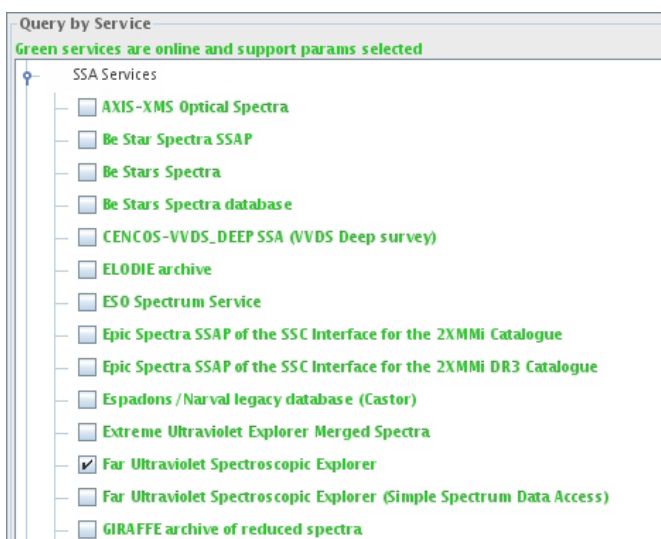 Query by Service
Green services are online and support params selected
SSA Services
AXIS-XMS Optical Spectra
Be Star Spectra SSAP
Be Stars Spectra
Be Stars Spectra database
CENCOS-VVDS_DEEP SSA (VVDS Deep survey)
ELODIE archive
ESO Spectrum Service
Epic Spectra SSAP of the SSC Interface for the 2XMMi Catalogue
Epic Spectra SSAP of the SSC Interface for the 2XMMi DR3 Catalogue
Espadons/Narval legacy database (Castor)
Extreme Ultraviolet Explorer Merged Spectra
Far Ultraviolet Spectroscopic Explorer
Far Ultraviolet Spectroscopic Explorer (Simple Spectrum Data Access)
GIRAFFE archive of reduced spectra